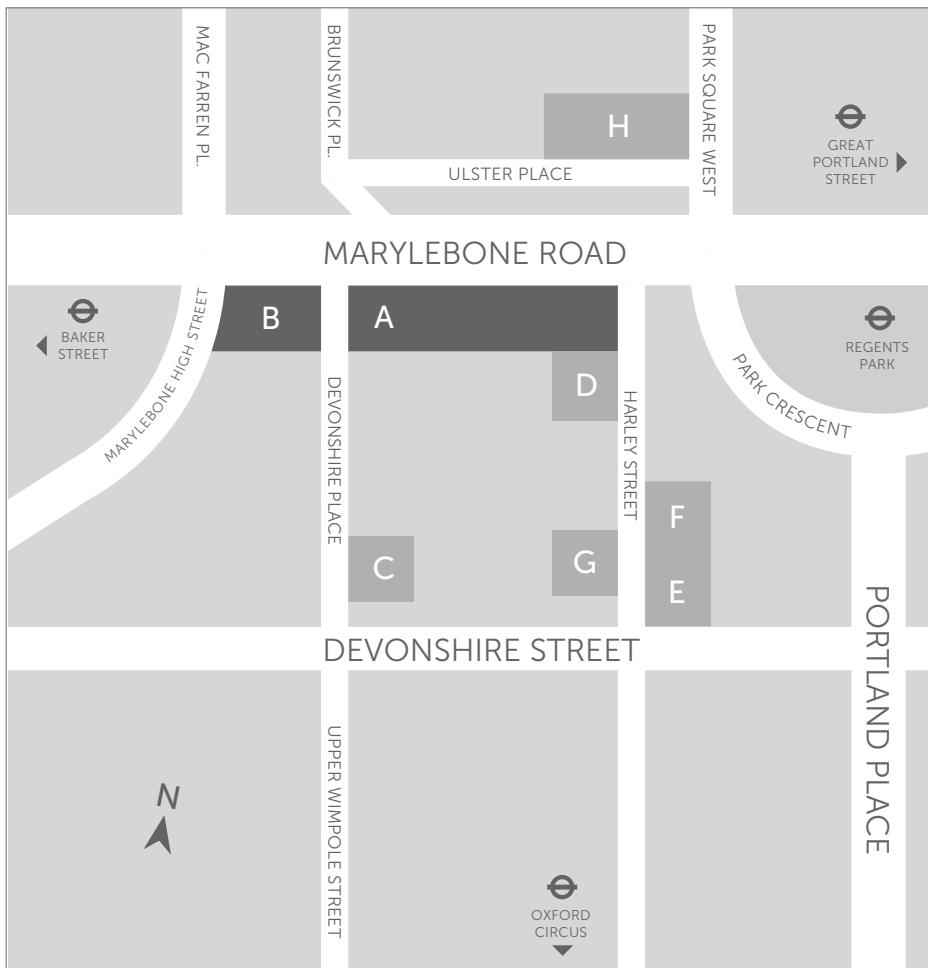 MAC FARREN PL.
BRUNSWICK PL.
PARK SQUARE WEST
H
GREAT
PORTLAND
STREET
ULSTER PLACE
MARYLEBONE ROAD
B
A
BAKER
STREET
MARYLEBONE HIGH STREET
REGENTS
PARK
D
DEVONSHIRE PLACE
HARLEY STREET
PARK CRESCENT
F
C
G
E
DEVONSHIRE STREET
PORTLAND PLACE
UPPER WIMPOLE STREET
N
OXFORD
CIRCUS